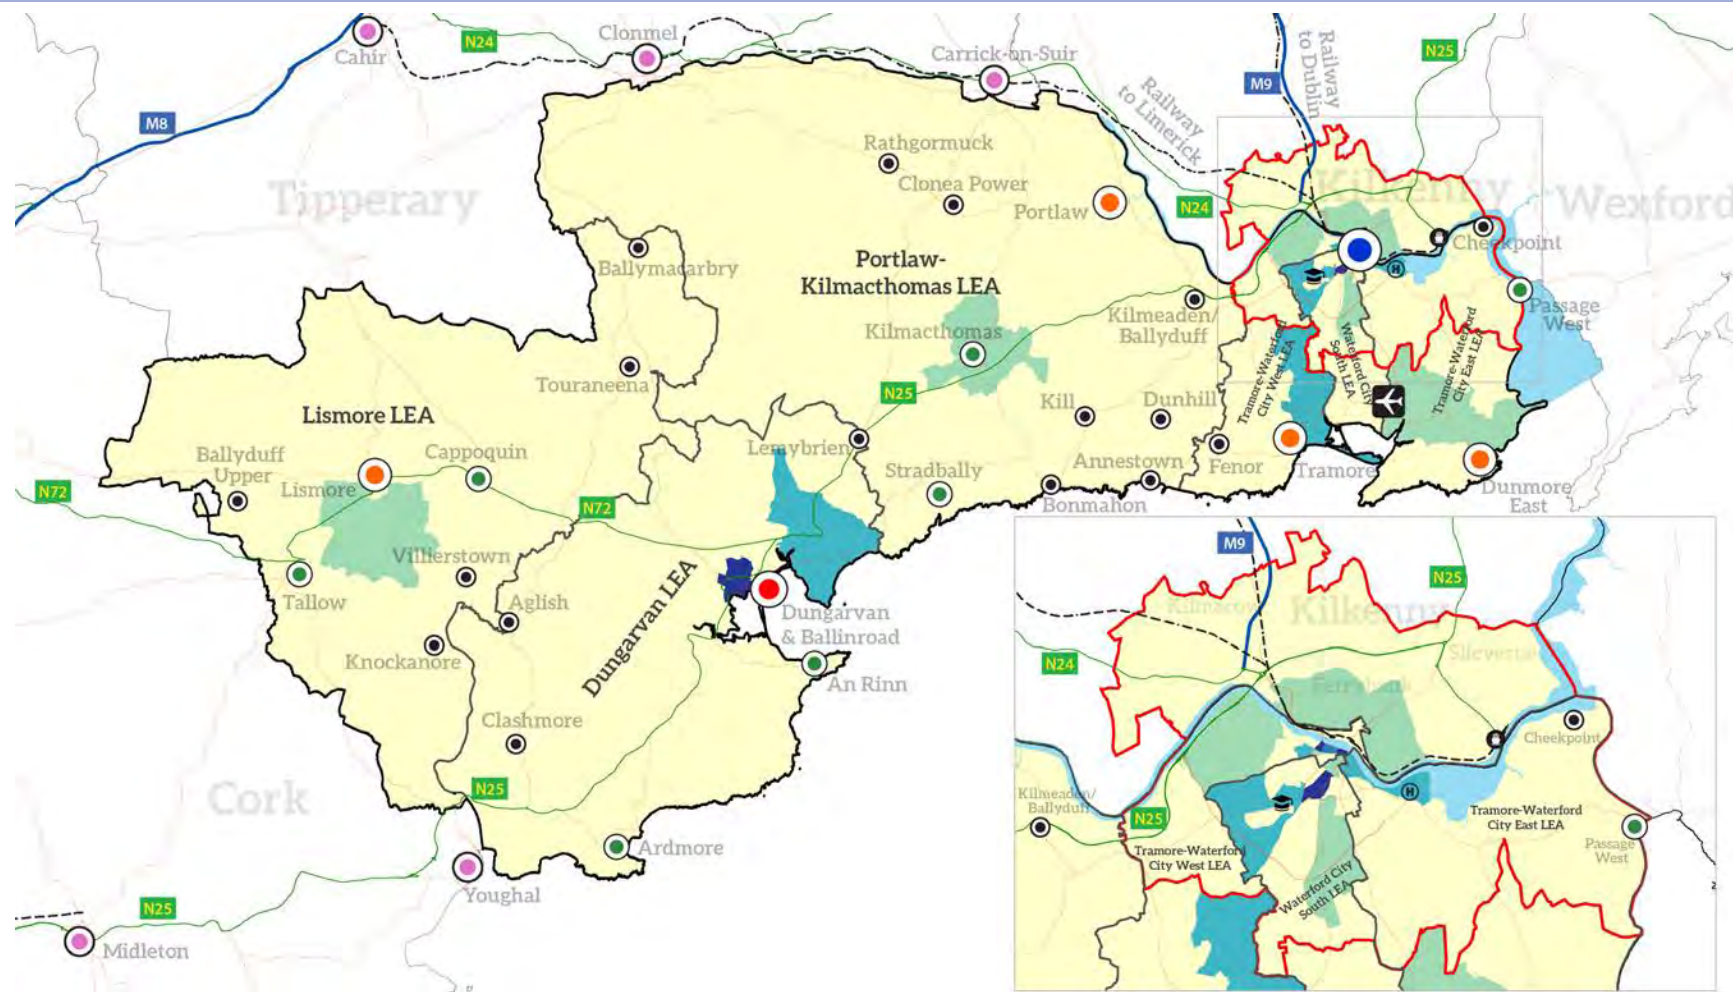 Cahir
N24
Clonmel
Carrick-on-Suir
M9
Railway
to Dublin
N25
Railway
to Limerick
M8
Tipperary
Rathgormuck
Clonea Power
Portlaw
N24
Kilkenny
Wexford
Cheekpoint
Ballymacarbry
Portlaw-
Kilmacthomas LEA
Kilmacthomas
Kilmeaden/
Ballyduff
Passage
West
Touraneena
N25
Tramore-Waterford
City West LEA
Waterford City
South LEA
Tramore-Waterford
City East LEA
Lismore LEA
Kill
Dunhill
Ballyduff
Upper
Cappoquin
Lemybrien
Stradbally
Annestown
Fenor
Tramore
Dunmore
East
N72
Lismore
N72
Bonmahon
Villierstown
Tallow
Aglish
Dungarvan LEA
Dungarvan
& Ballinroad
Knockanore
An Rinn
Clashmore
Cork
N25
Ardmore
Youghal
N25
Midleton
M9
N25
Kilkenny
N24
Cheekpoint
Kilmeaden/
Ballyduff
N25
H
H
Tramore-Waterford
City East LEA
Tramore-Waterford
City West LEA
Passage
West
Waterford City
South LEA
2